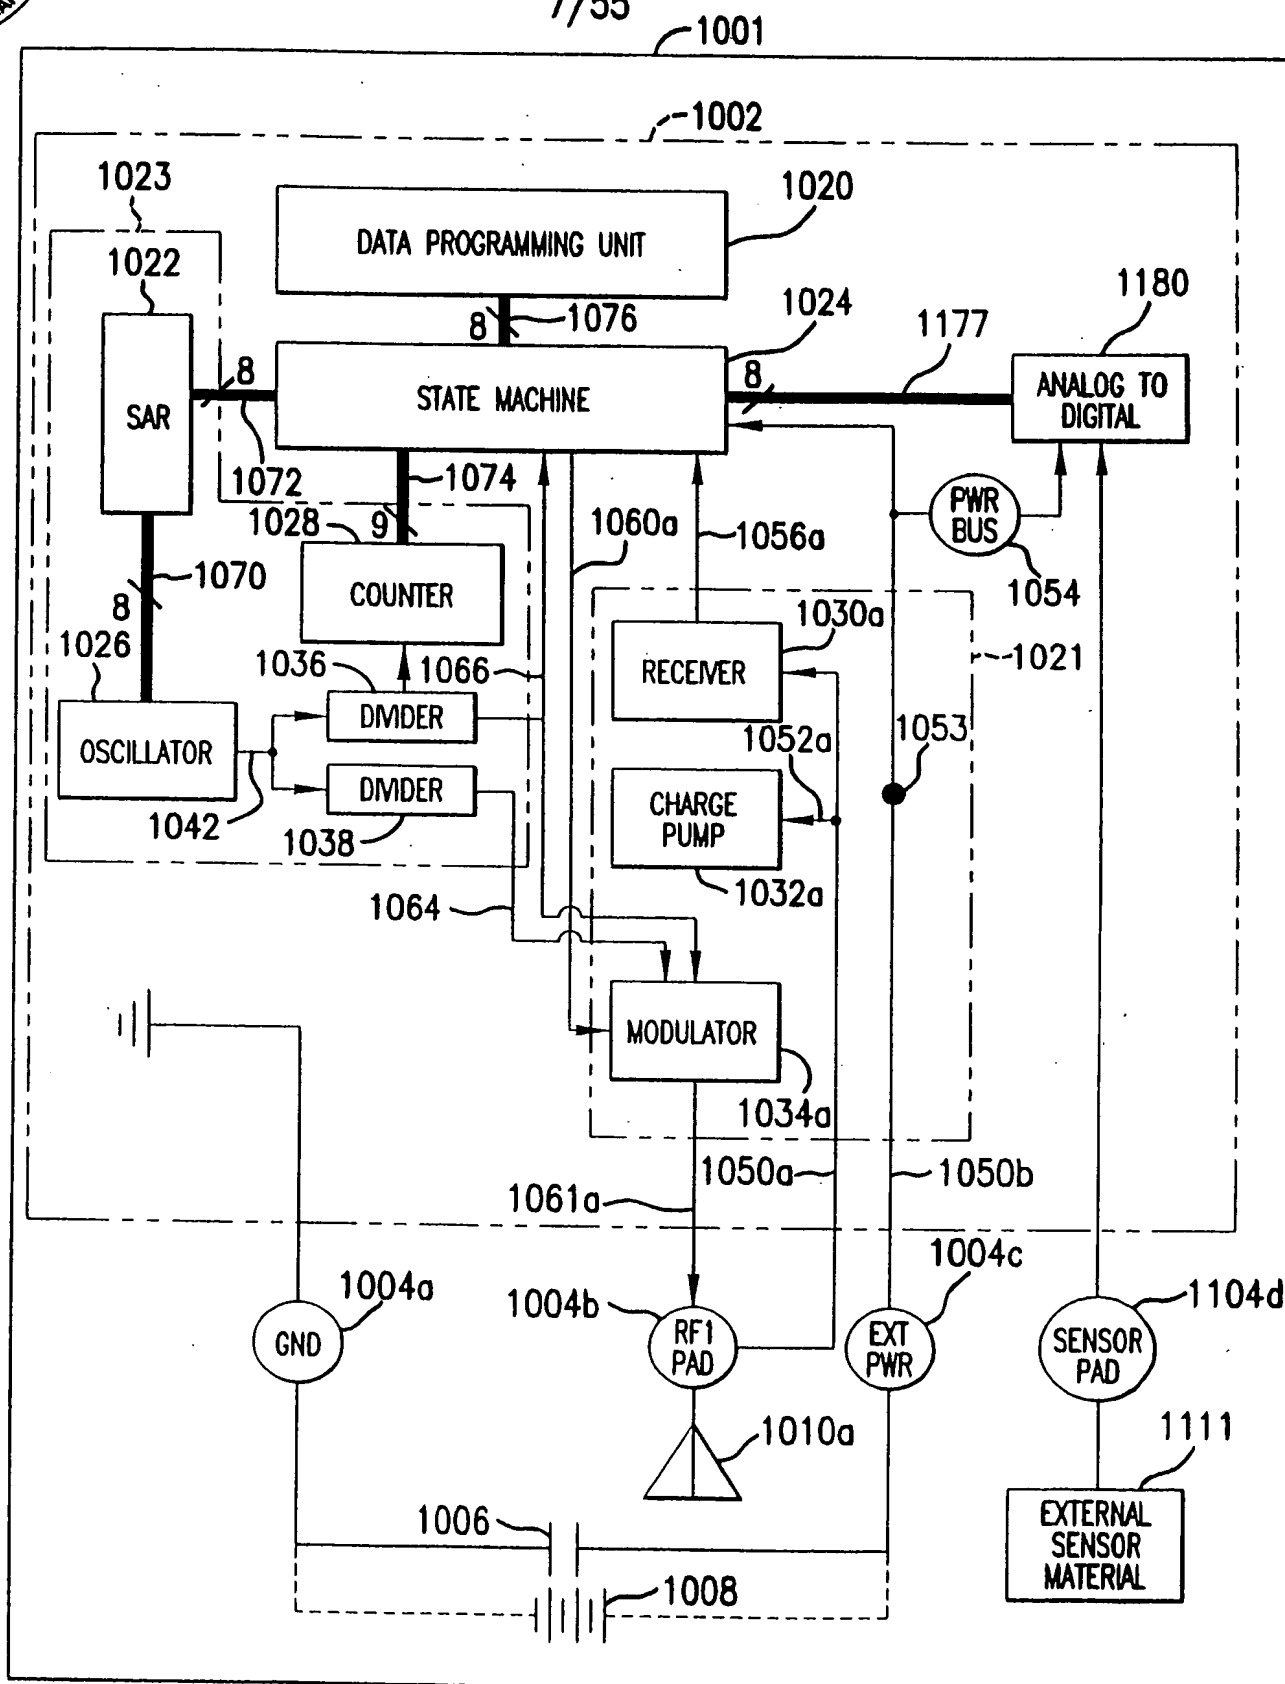 7/55
1001
1002
1023
1022
1020
DATA PROGRAMMING UNIT
8
1076
1024
1177
1180
SAR
8
1072
STATE MACHINE
8
ANALOG TO
DIGITAL
1074
9
1028
COUNTER
1060a
1056a
PWR
BUS
1054
1070
8
1026
OSCILLATOR
1042
1036
DIVIDER
1066
DIVIDER
1038
1064
1030a
RECEIVER
1021
1052a
1053
CHARGE
PUMP
1032a
MODULATOR
1034a
1050a
1050b
1061a
1004a
GND
1004b
RF1
PAD
1004c
EXT
PWR
1104d
SENSOR
PAD
1010a
1111
EXTERNAL
SENSOR
MATERIAL
1006
1008